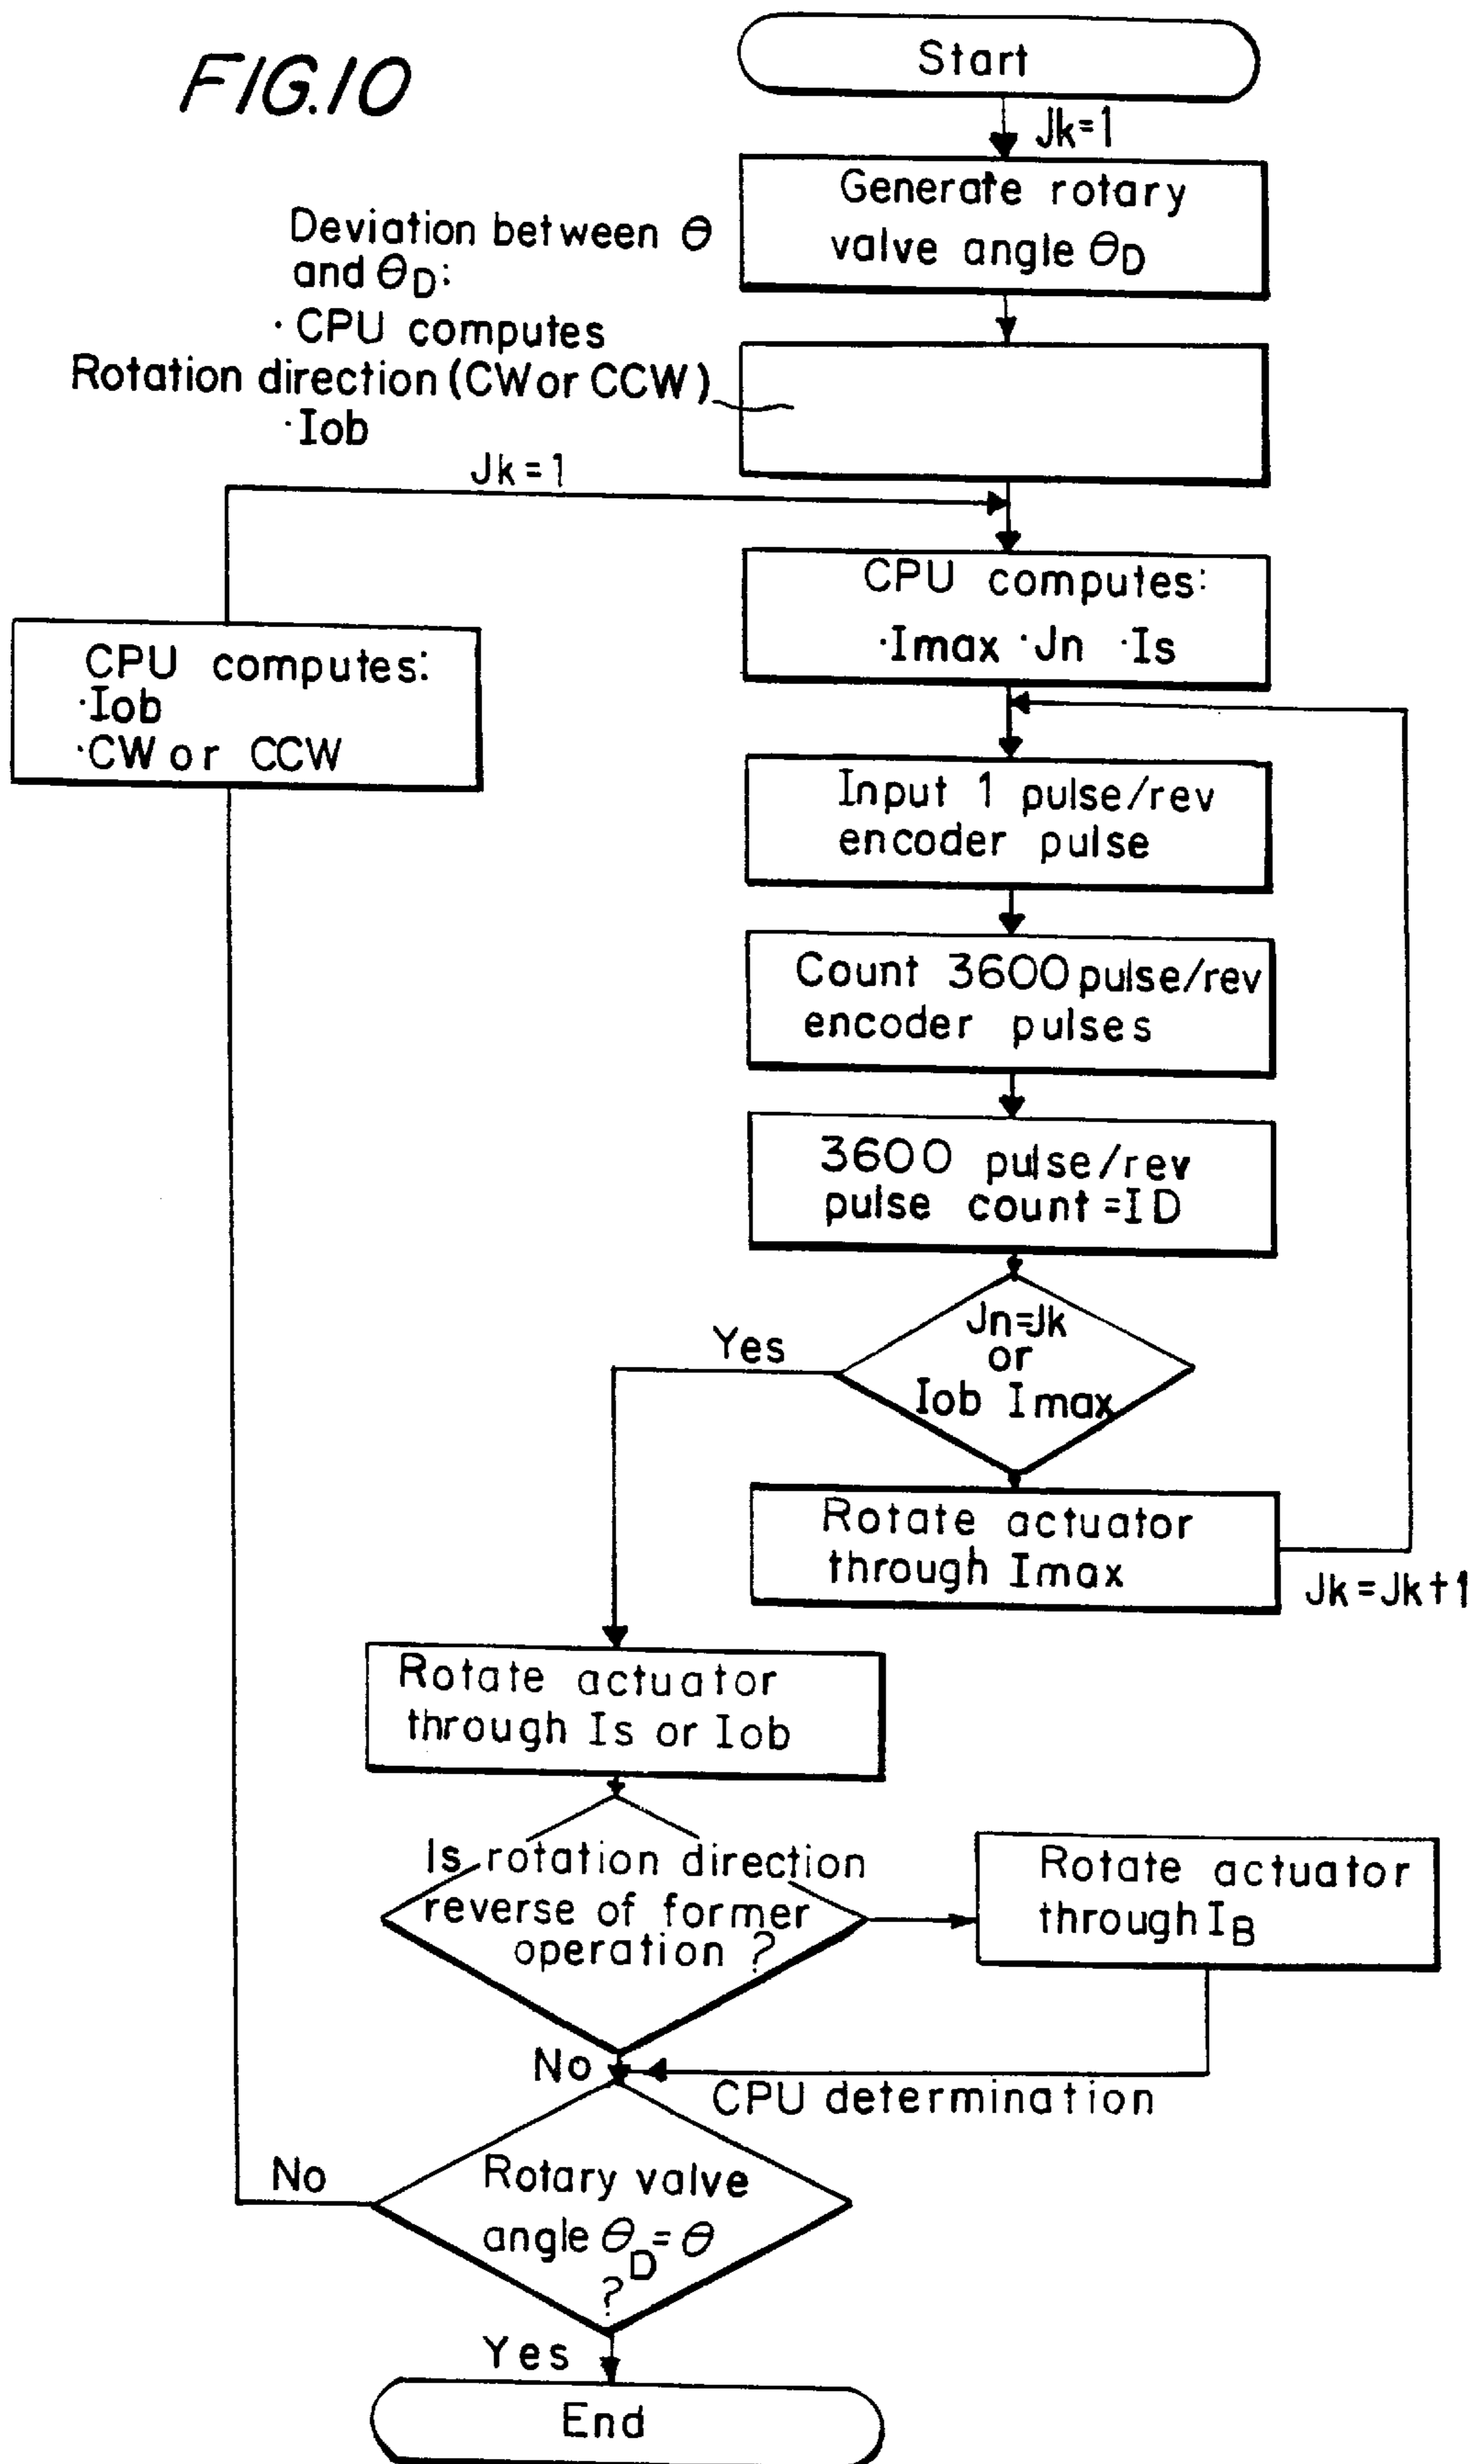 FIG.10
Start
Jk=1
Generate rotary
valve angle θD
Deviation between θ
and θD:
· CPU computes
Rotation direction (CW or CCW)
·Iob
Jk=1
CPU computes:
·Imax ·Jn ·Is
CPU computes:
·Iob
·CW or CCW
Input 1 pulse/rev
encoder pulse
Count 3600 pulse/rev
encoder pulses
3600 pulse/rev
pulse count =ID
Jn=Jk
or
Iob Imax
Yes
Rotate actuator
through Imax
Jk=Jk+1
Rotate actuator
through Is or Iob
Is rotation direction
reverse of former
operation ?
Rotate actuator
through IB
No
CPU determination
Rotary valve
angle θD=θ
?
No
Yes
End